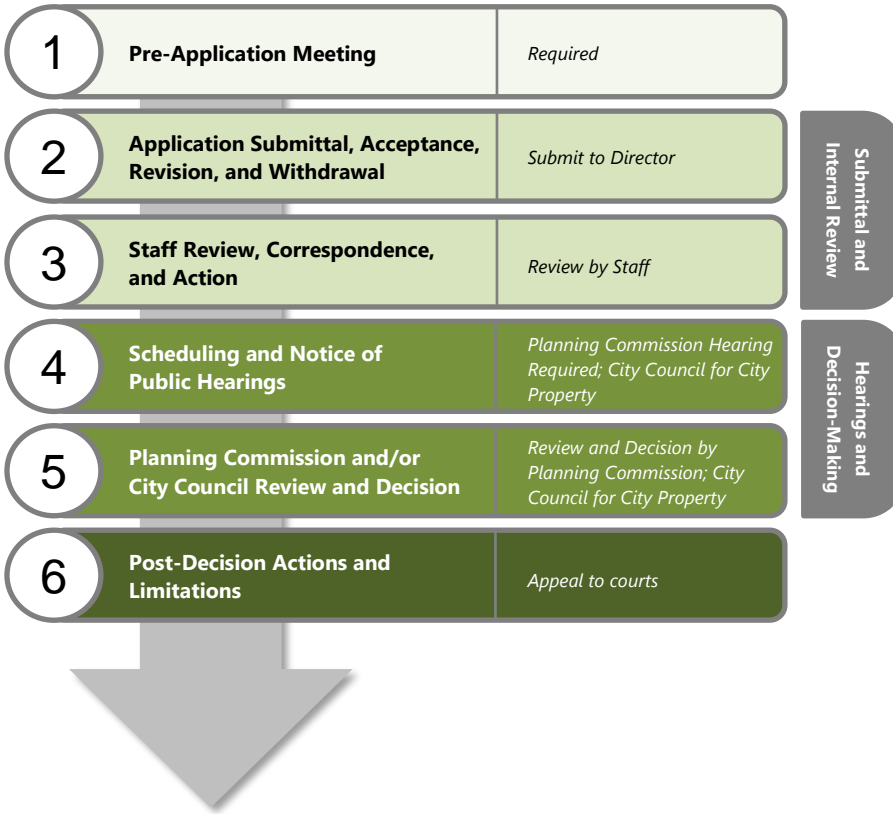 1
Pre-Application Meeting
Required
2
Application Submittal, Acceptance,
Revision, and Withdrawal
Submit to Director
3
Staff Review, Correspondence,
and Action
Review by Staff
Submittal and
Internal Review
4
Scheduling and Notice of
Public Hearings
Planning Commission Hearing
Required; City Council for City
Property
5
Planning Commission and/or
City Council Review and Decision
Review and Decision by
Planning Commission; City
Council for City Property
Hearings and
Decision-Making
6
Post-Decision Actions and
Limitations
Appeal to courts